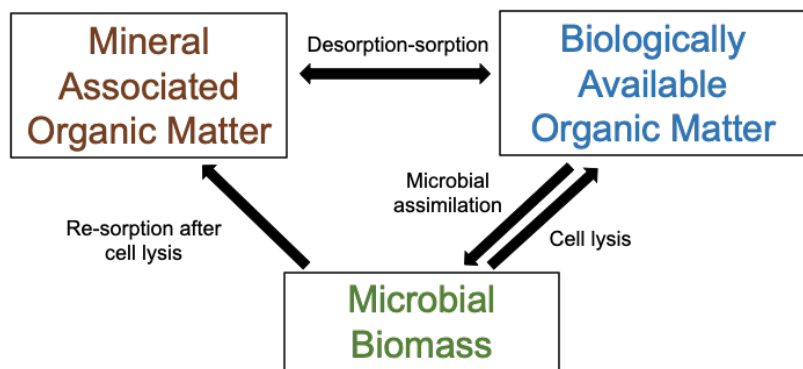 Mineral
Associated
Organic Matter
Desorption-sorption
Biologically
Available
Organic Matter
Re-sorption after
cell lysis
Microbial
assimilation
Cell lysis
Microbial
Biomass